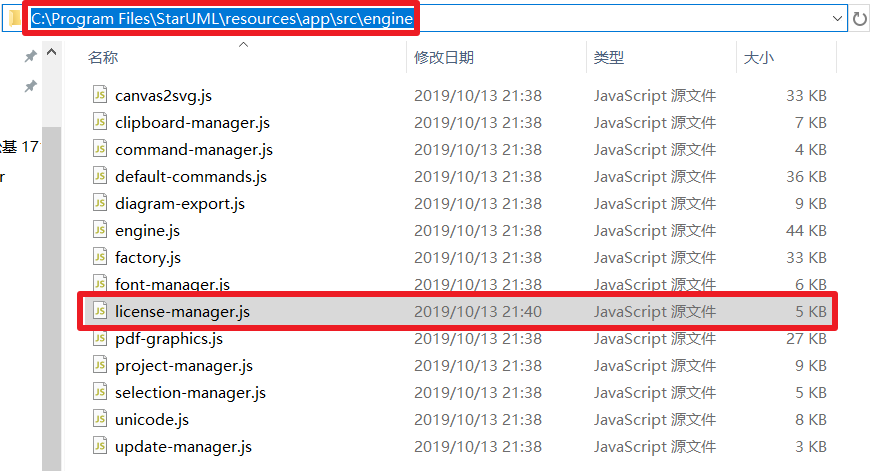 C:\Program Files\StarUML\resources\app\src\engine
名称 修改日期 类型 大小
canvas2svg.js 2019/10/13 21:38 JavaScript 源文件 33 KB
clipboard-manager.js 2019/10/13 21:38 JavaScript 源文件 7 KB
command-manager.js 2019/10/13 21:38 JavaScript 源文件 4 KB
default-commands.js 2019/10/13 21:38 JavaScript 源文件 36 KB
diagram-export.js 2019/10/13 21:38 JavaScript 源文件 9 KB
engine.js 2019/10/13 21:38 JavaScript 源文件 44 KB
factory.js 2019/10/13 21:38 JavaScript 源文件 33 KB
font-manager.js 2019/10/13 21:38 JavaScript 源文件 6 KB
license-manager.js 2019/10/13 21:40 JavaScript 源文件 5 KB
pdf-graphics.js 2019/10/13 21:38 JavaScript 源文件 27 KB
project-manager.js 2019/10/13 21:38 JavaScript 源文件 9 KB
selection-manager.js 2019/10/13 21:38 JavaScript 源文件 5 KB
unicode.js 2019/10/13 21:38 JavaScript 源文件 8 KB
update-manager.js 2019/10/13 21:38 JavaScript 源文件 3 KB